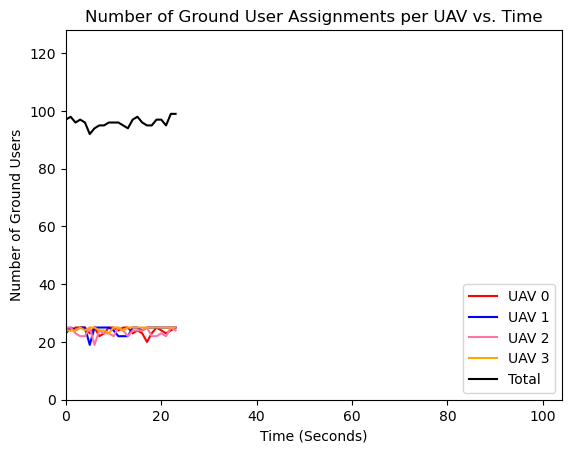 Number of Ground User Assignments per UAV vs. Time
Number of Ground Users
120
100
80
60
40
20
0
0 20 40 60 80 100
Time (Seconds)
UAV 0
UAV 1
UAV 2
UAV 3
Total